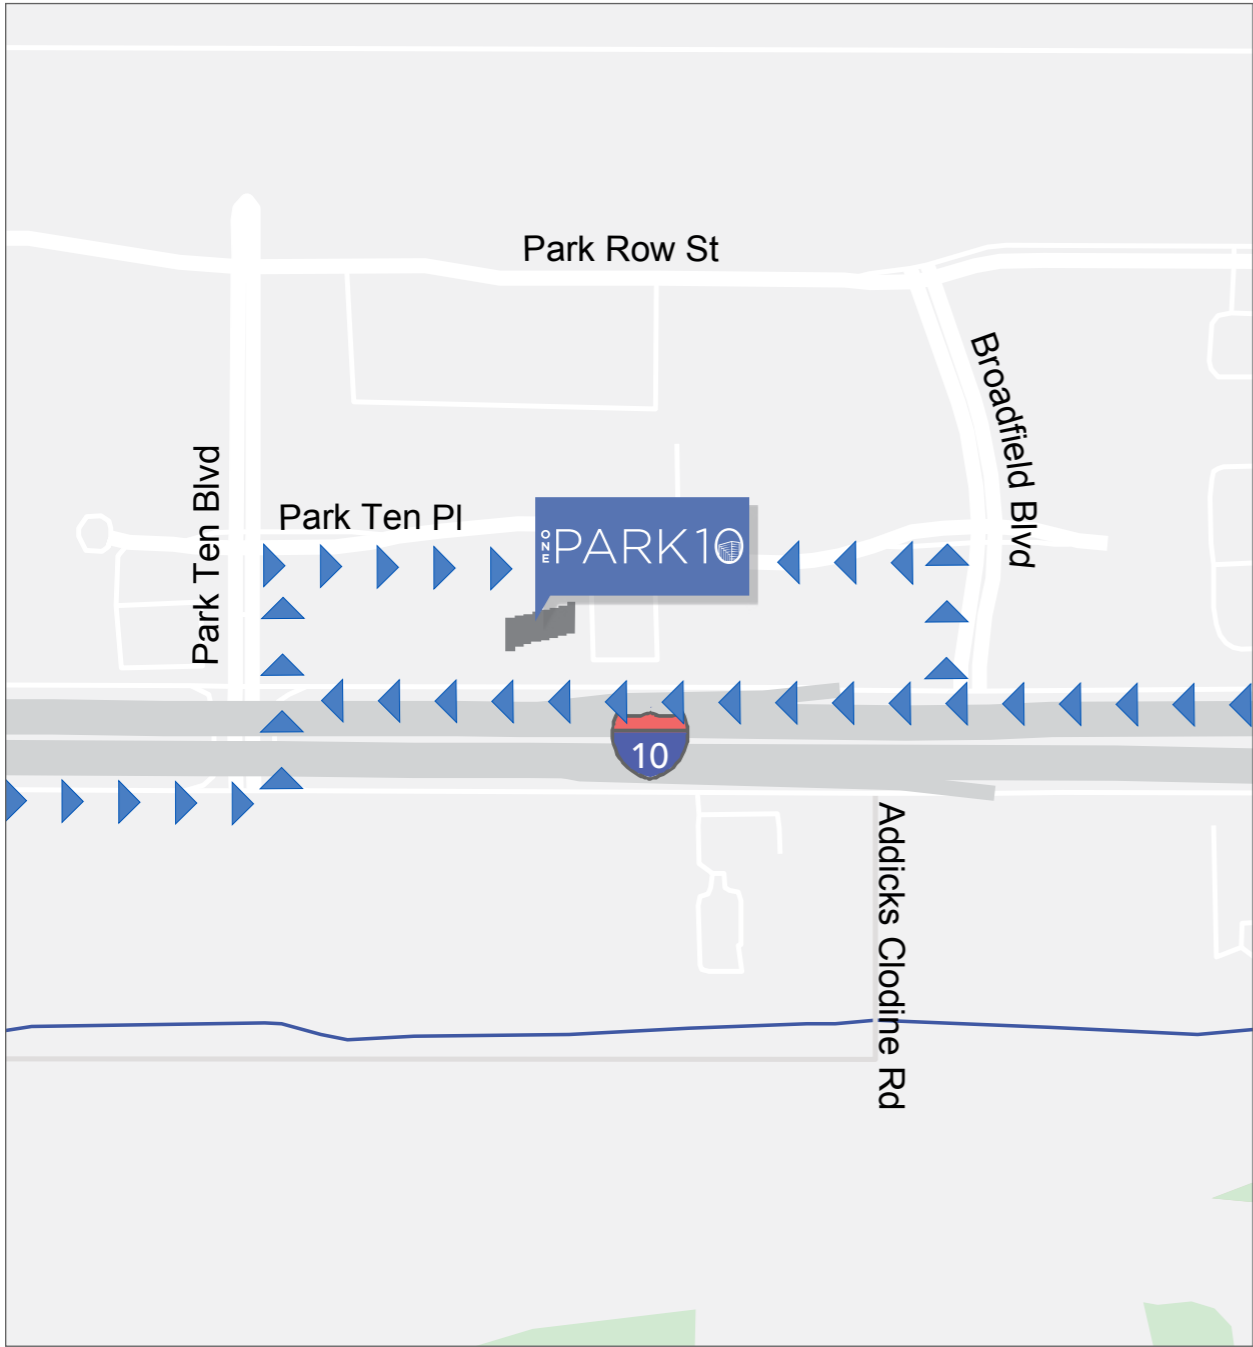 Park Row St
Broadfield Blvd
Park Ten Blvd
Park Ten Pl
ONE PARK10
10
Addicks Clodine Rd